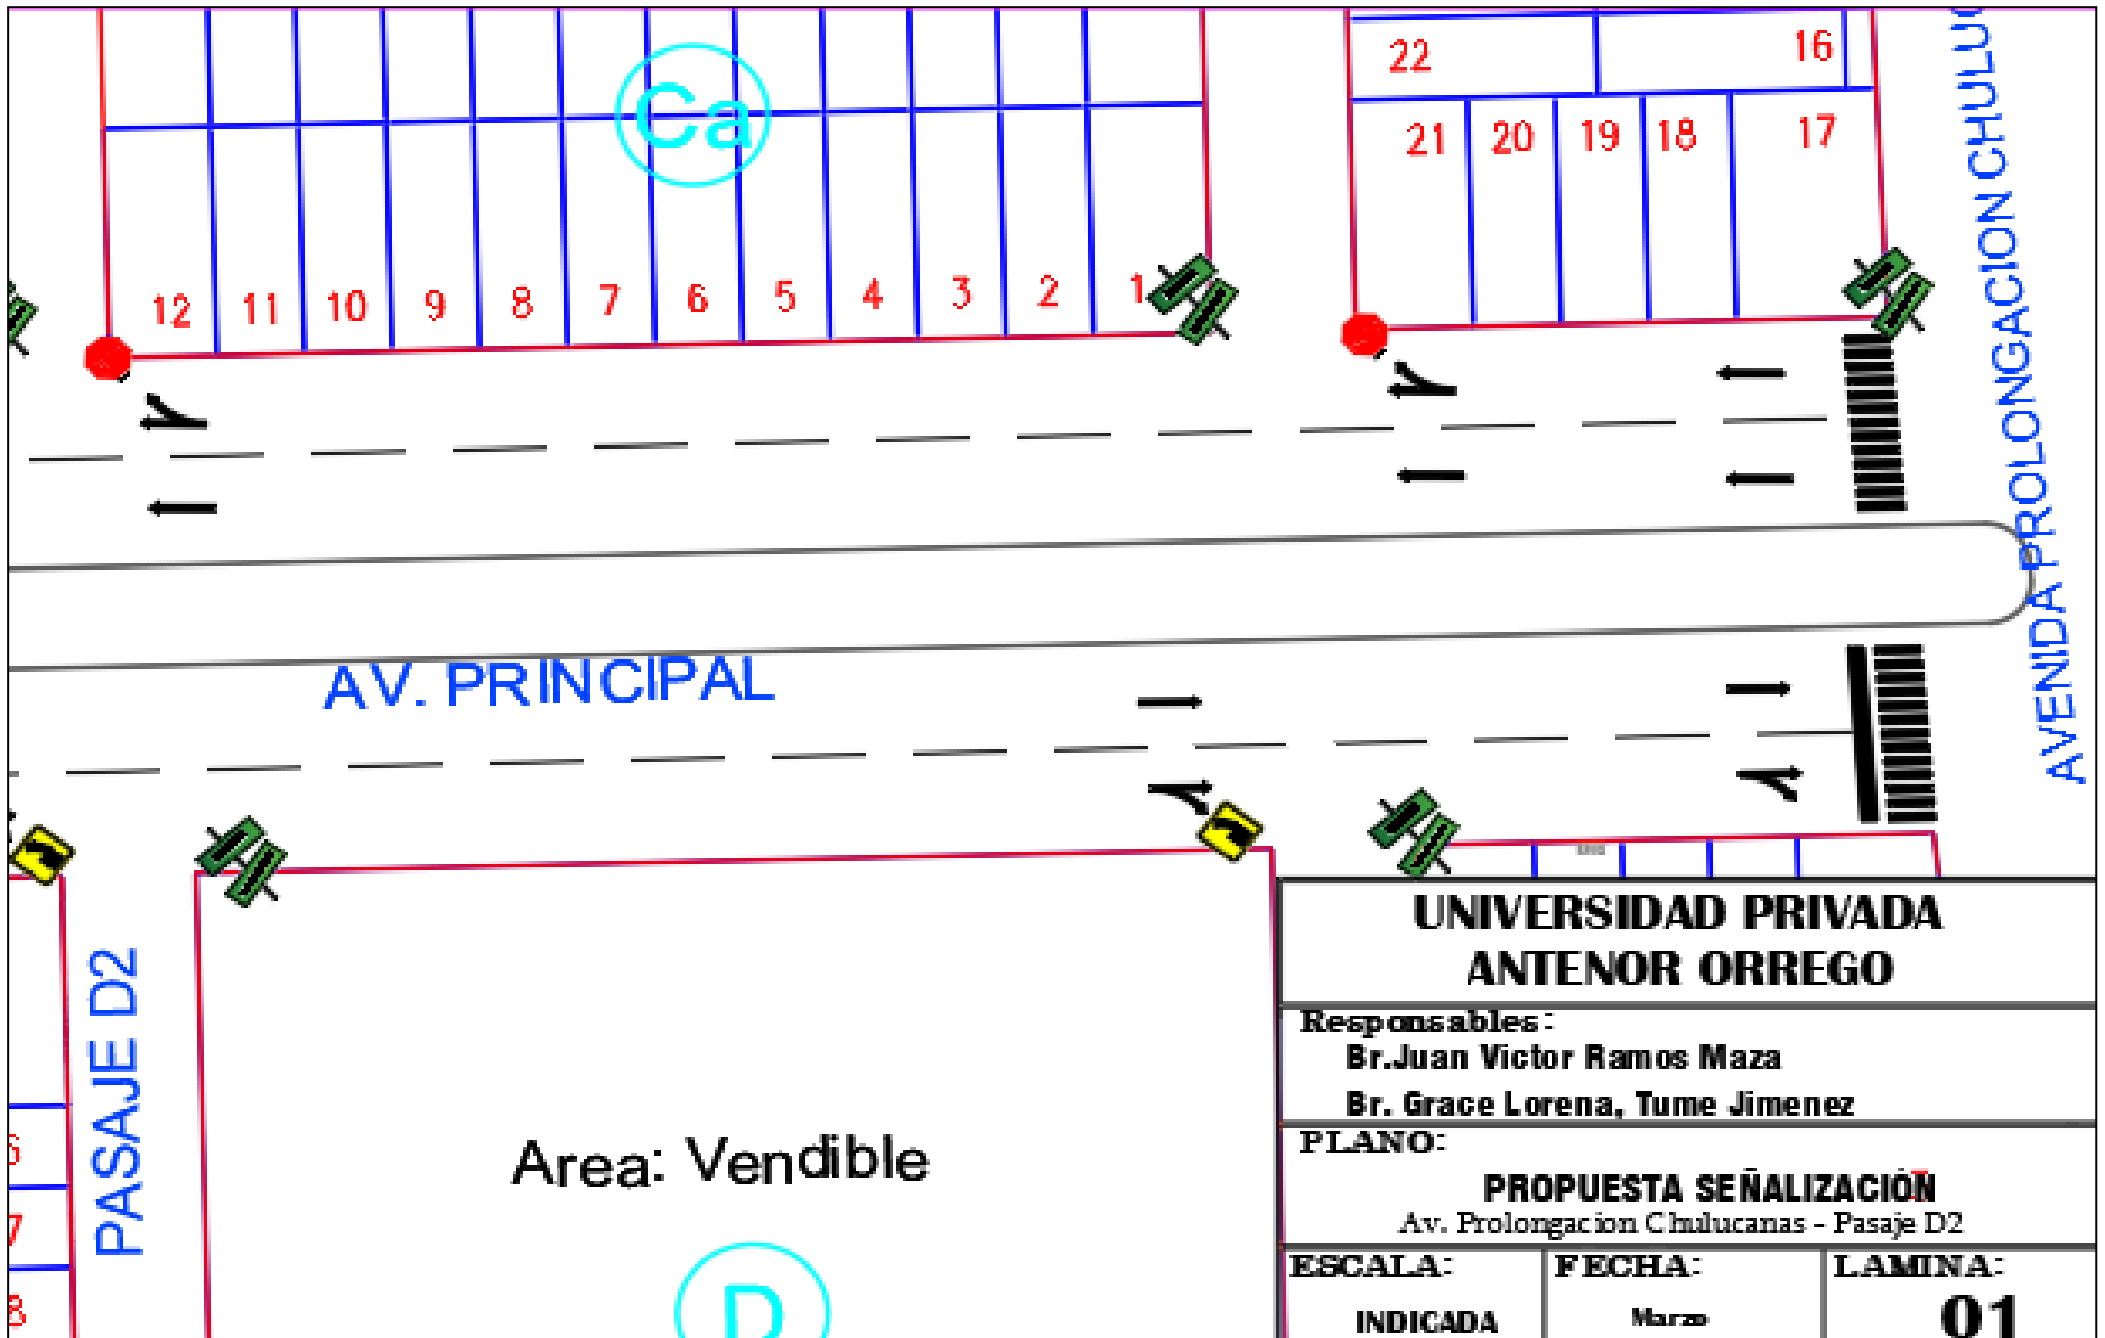 22
16
21
20
19
18
17
Ca
12
11
10
9
8
7
6
5
4
3
2
1
AV. PRINCIPAL
PASAJE D2
7
8
Area: Vendible
D
UNIVERSIDAD PRIVADA
ANTENOR ORREGO
Responsables:
Br.Juan Victor Ramos Maza
Br. Grace Lorena, Tume Jimenez
PLANO:
PROPUESTA SEÑALIZACIÓN
Av. Prolongacion Chulucanas - Pasaje D2
ESCALA:
INDICADA
FECHA:
Marzo
LAMINA:
01
AVENIDA PROLONGACION